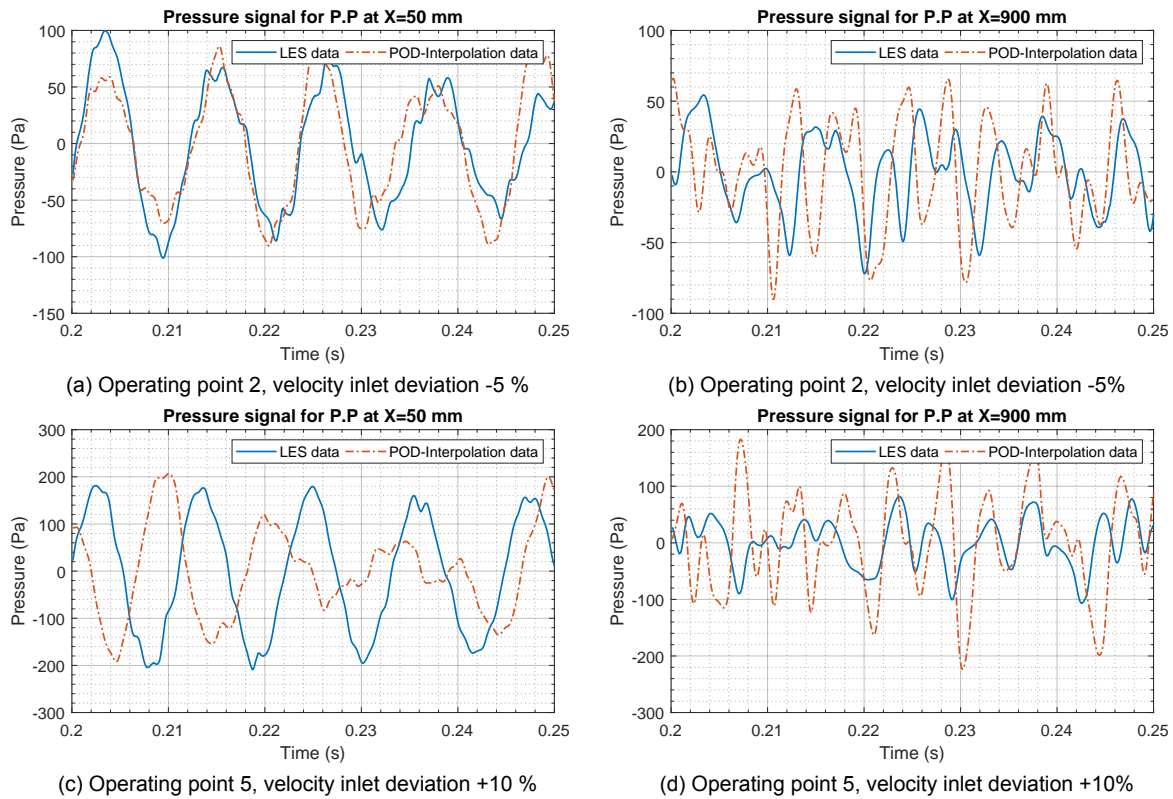 Pressure signal for P.P at X=50 mm
LES data
POD-Interpolation data
100
50
0
-50
-100
-150
Pressure (Pa)
0.2
0.21
0.22
0.23
0.24
0.25
Time (s)
(a) Operating point 2, velocity inlet deviation -5 %
Pressure signal for P.P at X=900 mm
LES data
POD-Interpolation data
100
50
0
-50
-100
Pressure (Pa)
0.2
0.21
0.22
0.23
0.24
0.25
Time (s)
(b) Operating point 2, velocity inlet deviation -5%
Pressure signal for P.P at X=50 mm
LES data
POD-Interpolation data
300
200
100
0
-100
-200
-300
Pressure (Pa)
0.2
0.21
0.22
0.23
0.24
0.25
Time (s)
(c) Operating point 5, velocity inlet deviation +10 %
Pressure signal for P.P at X=900 mm
LES data
POD-Interpolation data
200
100
0
-100
-200
-300
Pressure (Pa)
0.2
0.21
0.22
0.23
0.24
0.25
Time (s)
(d) Operating point 5, velocity inlet deviation +10%